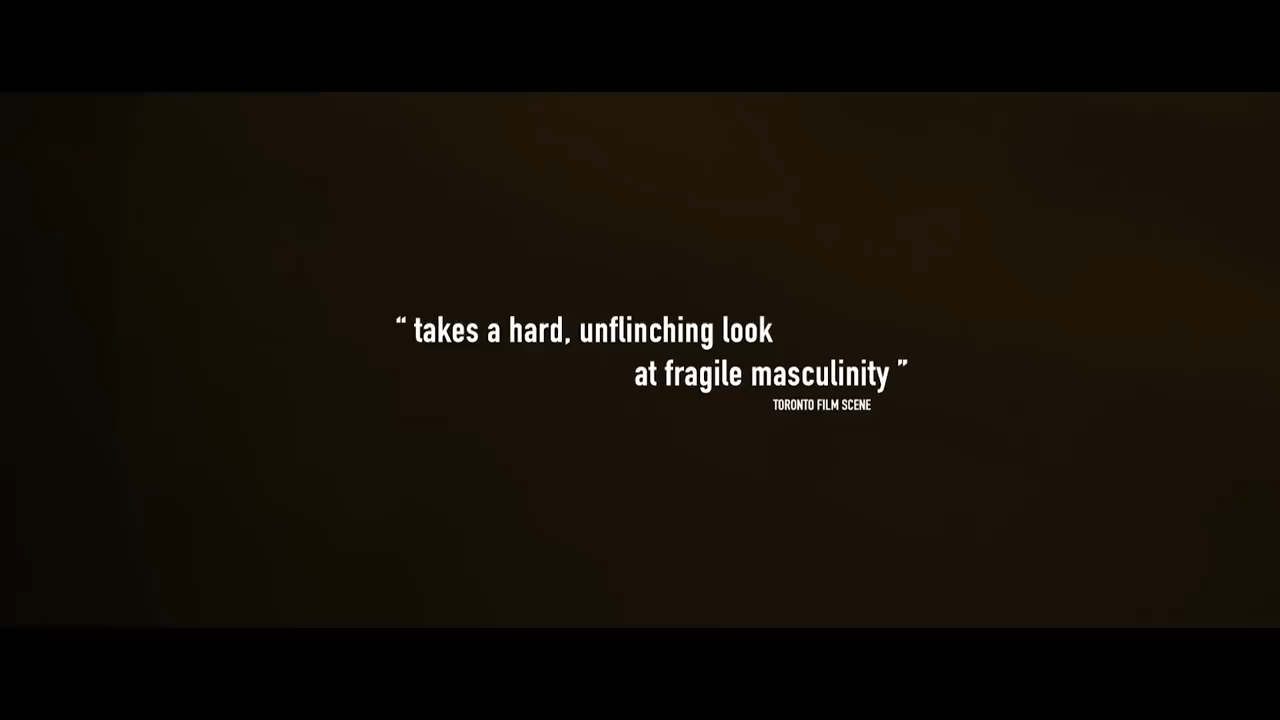 “ takes a hard, unflinching look
at fragile masculinity ”
TORONTO FILM SCENE